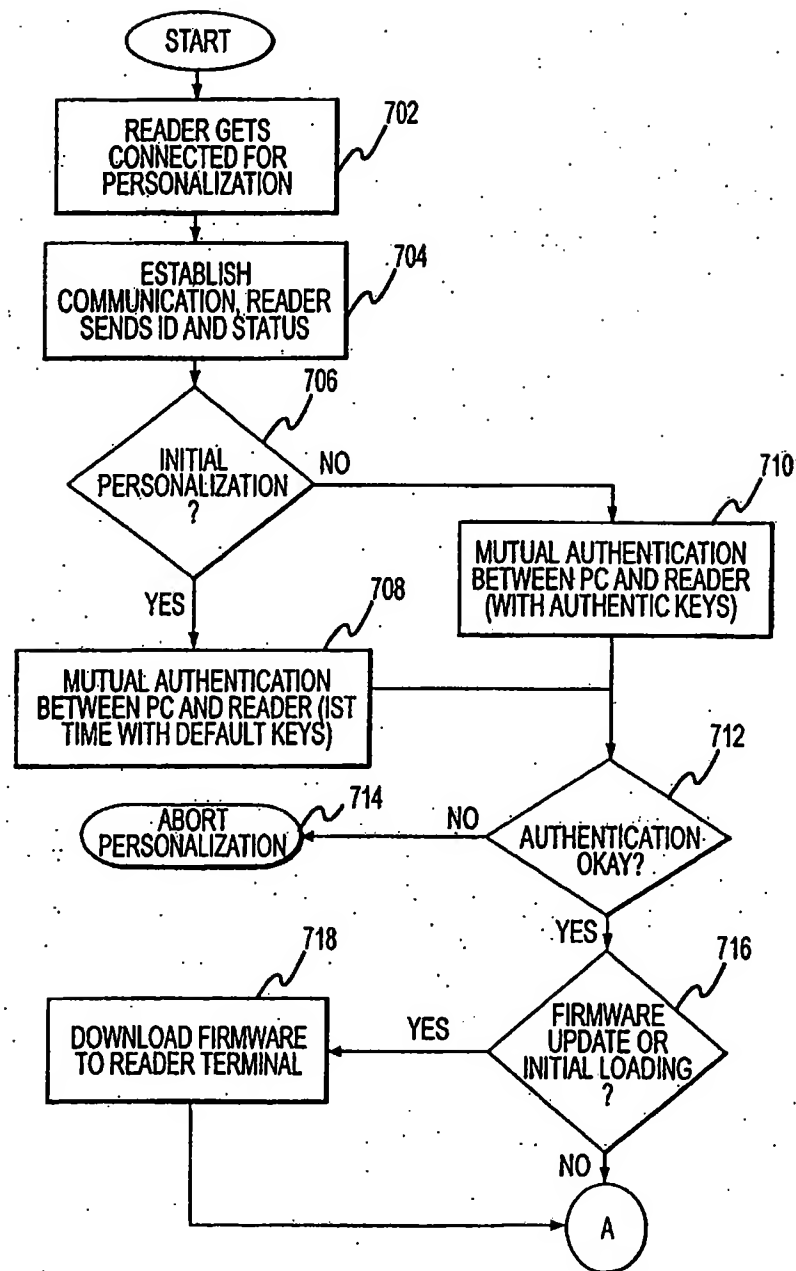 START
702
READER GETS
CONNECTED FOR
PERSONALIZATION
704
ESTABLISH
COMMUNICATION, READER
SENDS ID AND STATUS
706
INITIAL
PERSONALIZATION
?
NO
710
MUTUAL AUTHENTICATION
BETWEEN PC AND READER
(WITH AUTHENTIC KEYS)
YES
708
MUTUAL AUTHENTICATION
BETWEEN PC AND READER (IST
TIME WITH DEFAULT KEYS)
712
AUTHENTICATION
OKAY?
NO
714
ABORT
PERSONALIZATION
YES
716
FIRMWARE
UPDATE OR
INITIAL LOADING
?
YES
718
DOWNLOAD FIRMWARE
TO READER TERMINAL
NO
A